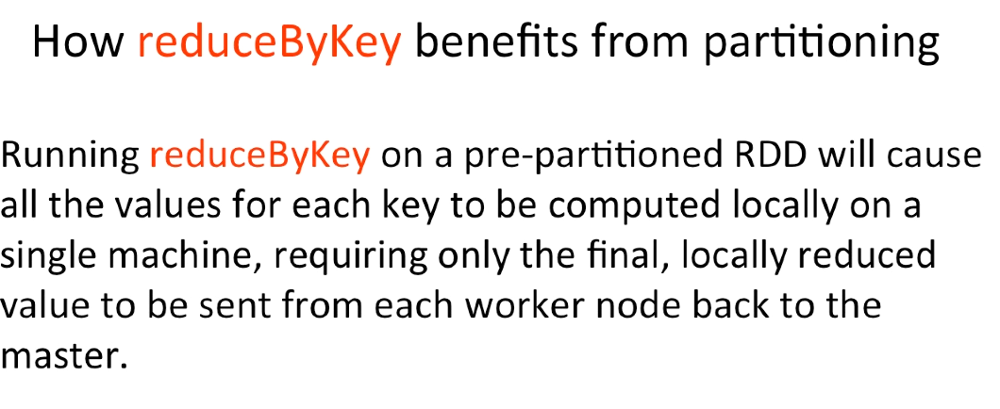 How reduceByKey benefits from partitioning
Running reduceByKey on a pre-partitioned RDD will cause
all the values for each key to be computed locally on a
single machine, requiring only the final, locally reduced
value to be sent from each worker node back to the
master.